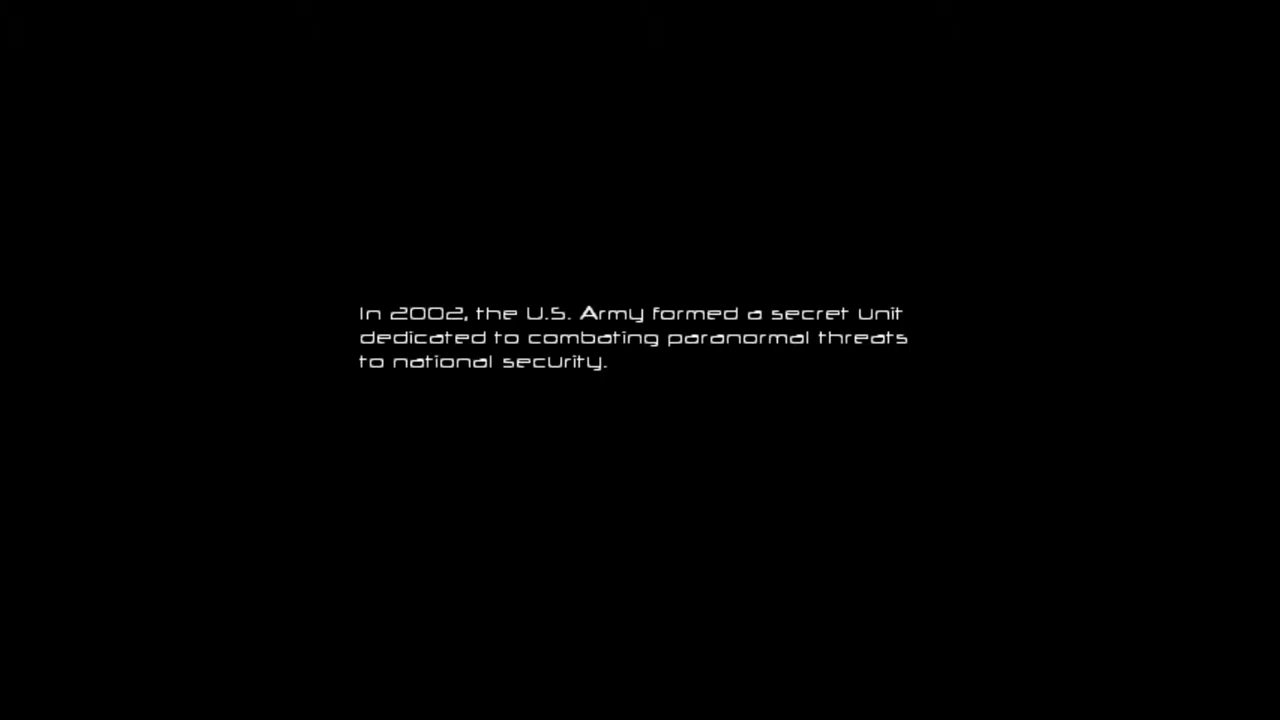 In 2002, the U.S. Army formed a secret unit
dedicated to combating paranormal threats
to national security.